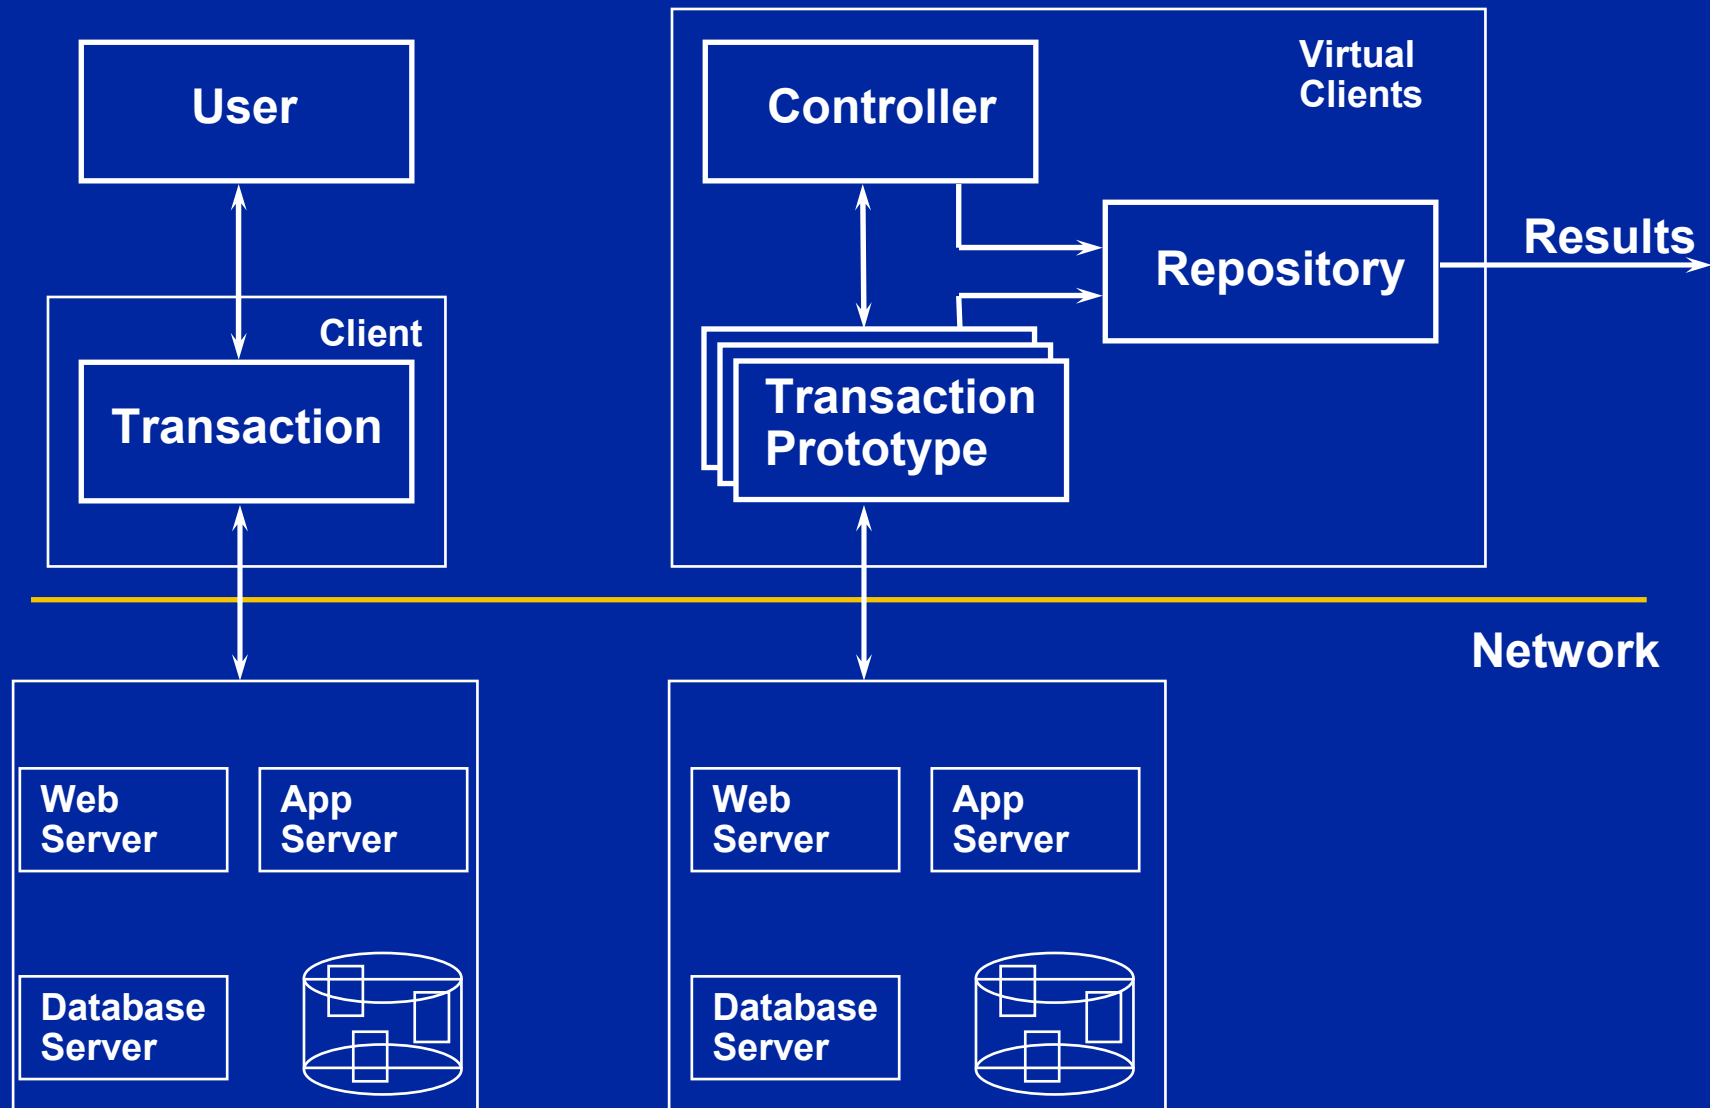 User
Controller
Virtual
Clients
Repository
Results
Client
Transaction
Transaction
Prototype
Network
Web
Server
App
Server
Web
Server
App
Server
Database
Server
Database
Server